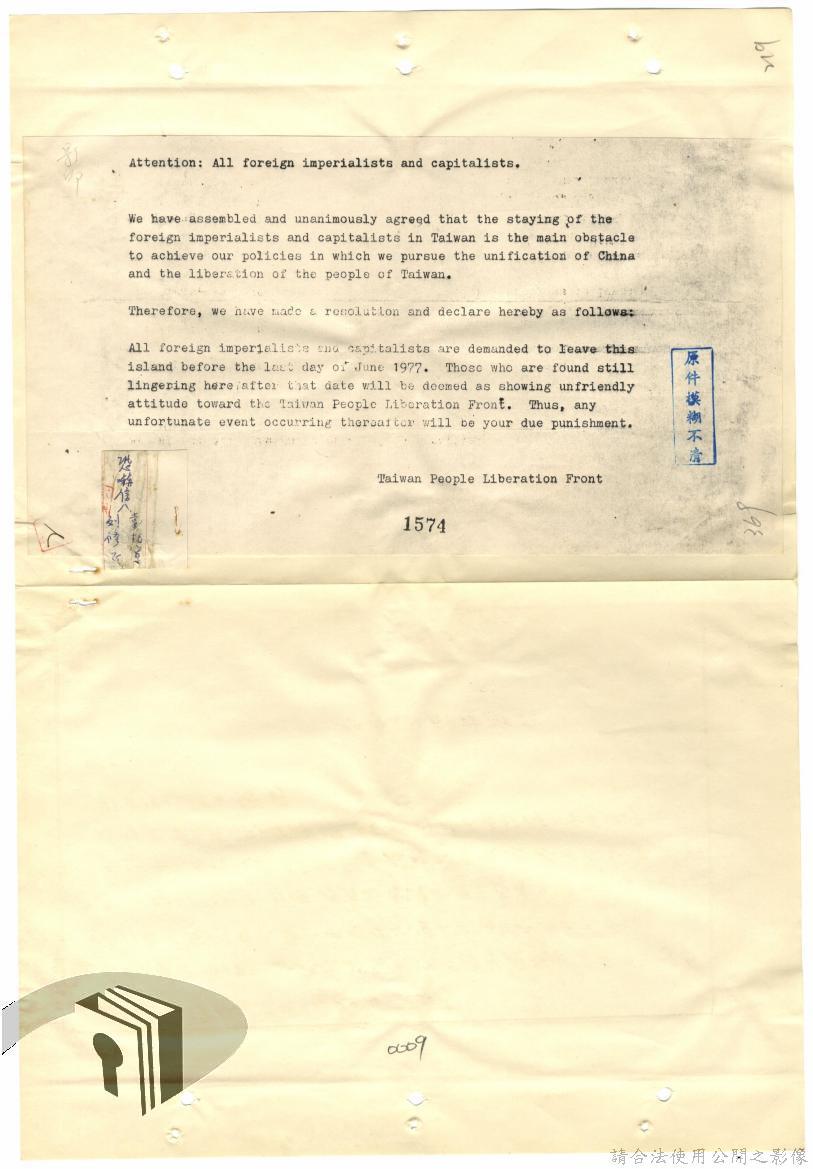 Attention: All foreign imperialists and capitalists.
We have assembled and unanimously agreed that the staying of the
foreign imperialists and capitalists in Taiwan is the main obstacle
to achieve our policies in which we pursue the unification of China
and the liberation of the people of Taiwan.
Therefore, we have made a resolution and declare hereby as follows:
All foreign imperialists and capitalists are demanded to leave this
island before the last day of June 1977. Those who are found still
lingering hereafter that date will be deemed as showing unfriendly
attitude toward the Taiwan People Liberation Front. Thus, any
unfortunate event occurring thereafter will be your due punishment.
Taiwan People Liberation Front
1574
原件模糊不清
恐嚇信八
0009
請合法使用公開之影像